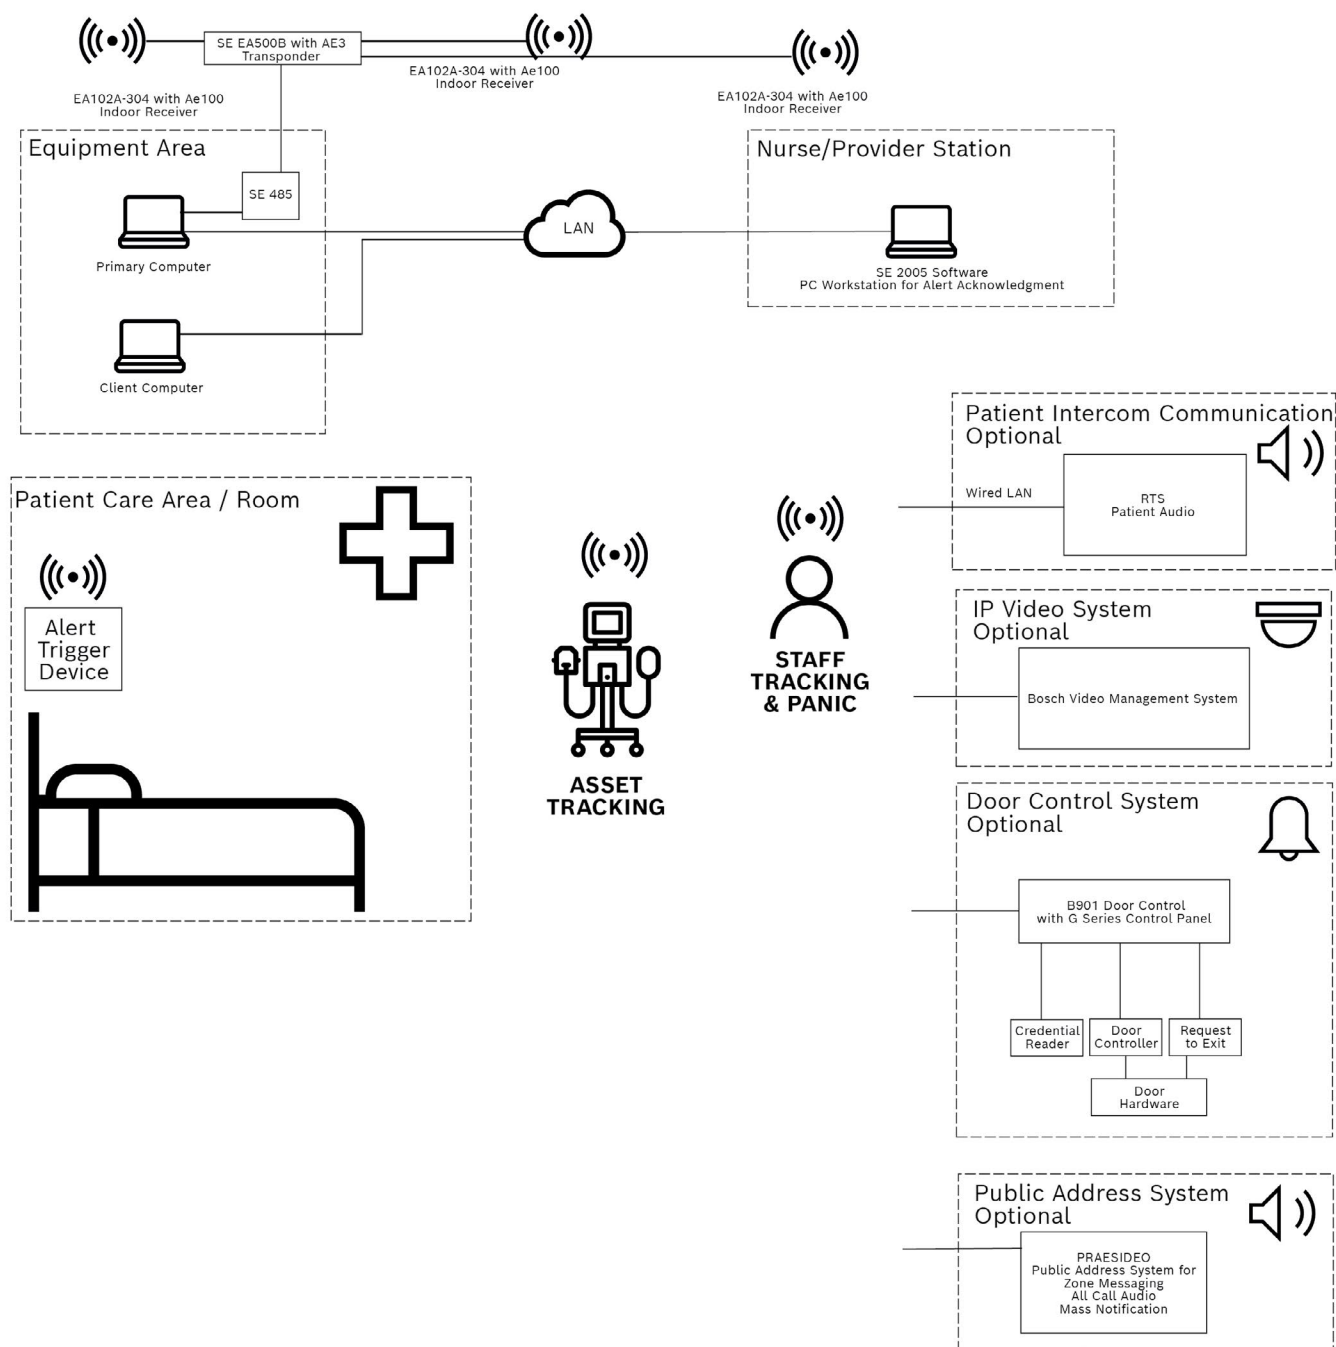 SE EA500B with AE3
Transponder
EA102A-304 with Ae100
Indoor Receiver
EA102A-304 with Ae100
Indoor Receiver
EA102A-304 with Ae100
Indoor Receiver
Equipment Area
SE 485
Primary Computer
Client Computer
LAN
Nurse/Provider Station
SE 2005 Software
PC Workstation for Alert Acknowledgment
Patient Care Area / Room
Alert
Trigger
Device
ASSET
TRACKING
STAFF
TRACKING
& PANIC
Patient Intercom Communication
Optional
Wired LAN
RTS
Patient Audio
IP Video System
Optional
Bosch Video Management System
Door Control System
Optional
B901 Door Control
with G Series Control Panel
Credential
Reader
Door
Controller
Request
to Exit
Door
Hardware
Public Address System
Optional
PRAESIDEO
Public Address System for
Zone Messaging
All Call Audio
Mass Notification